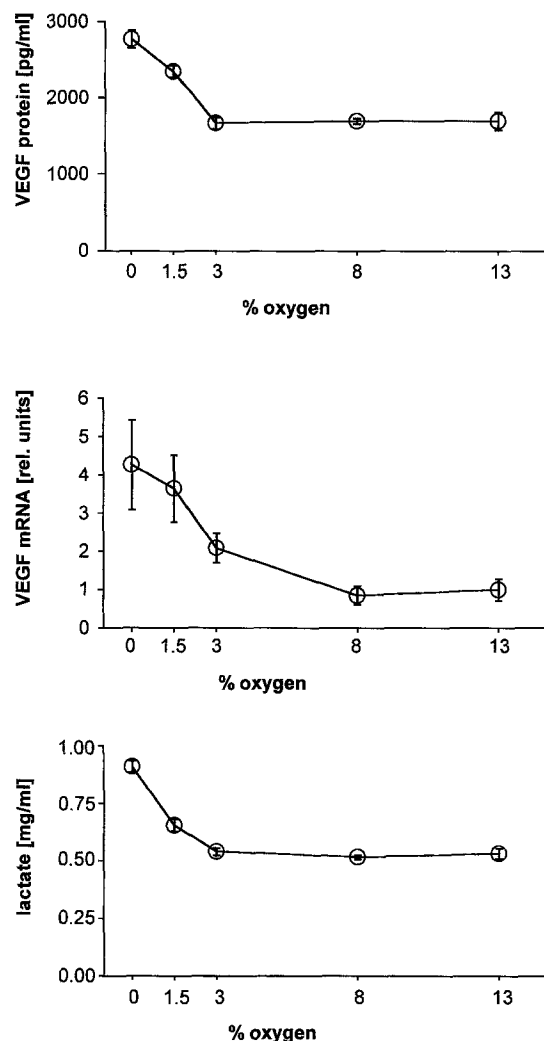 VEGF protein [pg/ml]
3000
2000
1000
0
0 1.5 3 8 13
% oxygen
VEGF mRNA [rel. units]
6
5
4
3
2
1
0
0 1.5 3 8 13
% oxygen
lactate [mg/ml]
1.00
0.75
0.50
0.25
0.00
0 1.5 3 8 13
% oxygen